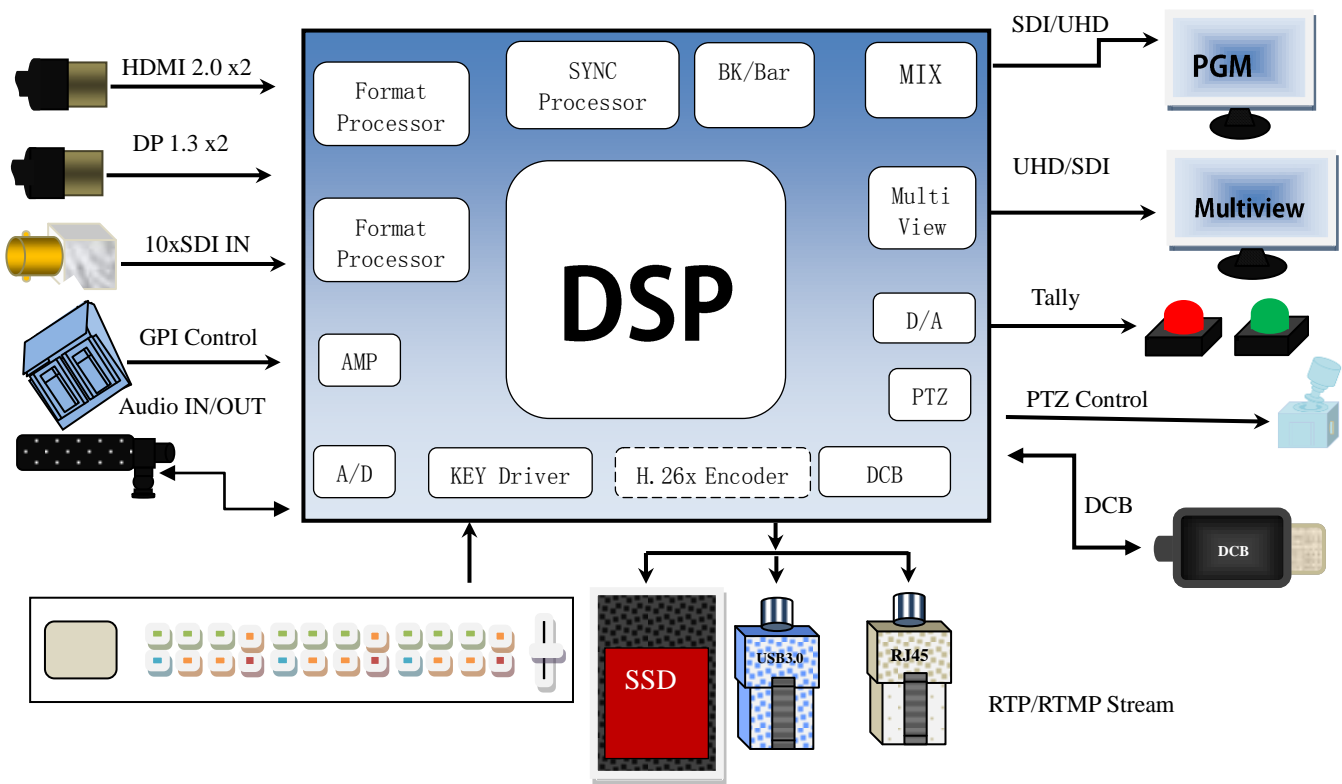 HDMI 2.0 x2
DP 1.3 x2
10xSDI IN
GPI Control
Audio IN/OUT
Format
Processor
SYNC
Processor
BK/Bar
MIX
Format
Processor
Multi
View
DSP
D/A
AMP
PTZ
A/D
KEY Driver
H.26x Encoder
DCB
SDI/UHD
PGM
UHD/SDI
Multiview
Tally
PTZ Control
DCB
DCB
SSD
USB3.0
RJ45
RTP/RTMP Stream